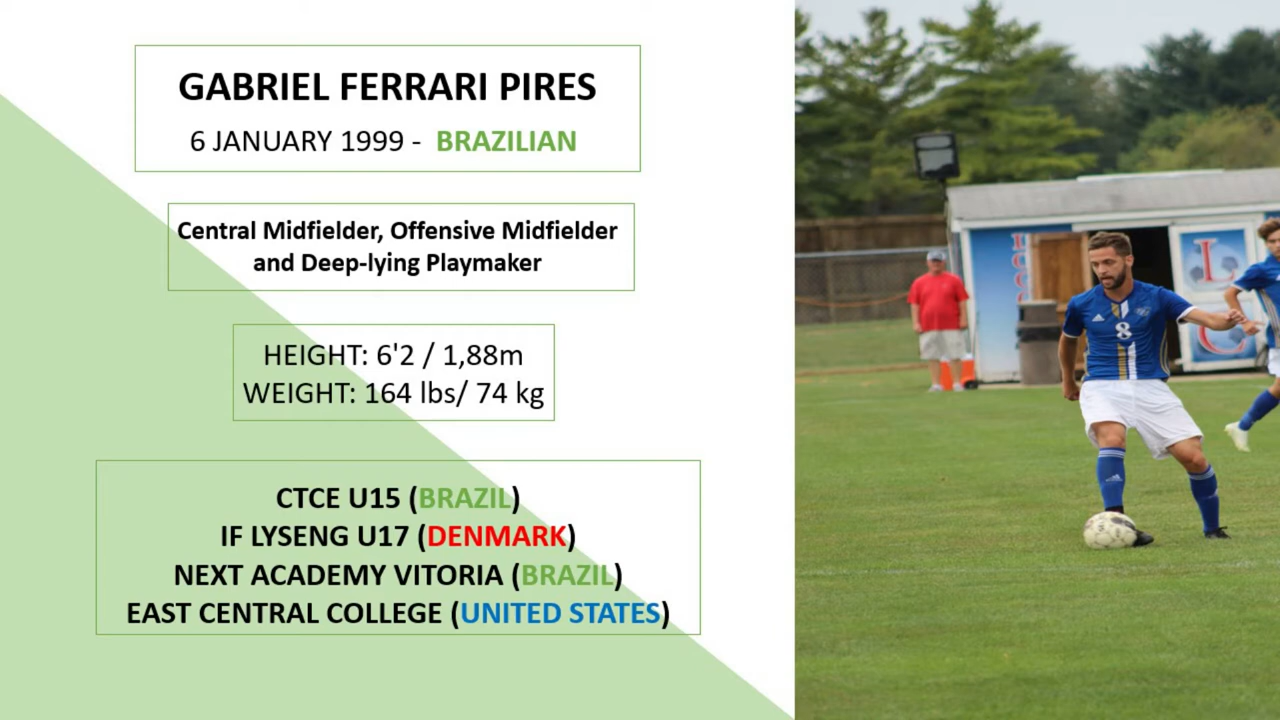 GABRIEL FERRARI PIRES
6 JANUARY 1999 - BRAZILIAN
Central Midfielder, Offensive Midfielder
and Deep-lying Playmaker
HEIGHT: 6'2 / 1,88m
WEIGHT: 164 lbs/ 74 kg
CTCE U15 (BRAZIL)
IF LYSENG U17 (DENMARK)
NEXT ACADEMY VITORIA (BRAZIL)
EAST CENTRAL COLLEGE (UNITED STATES)
8
L
C